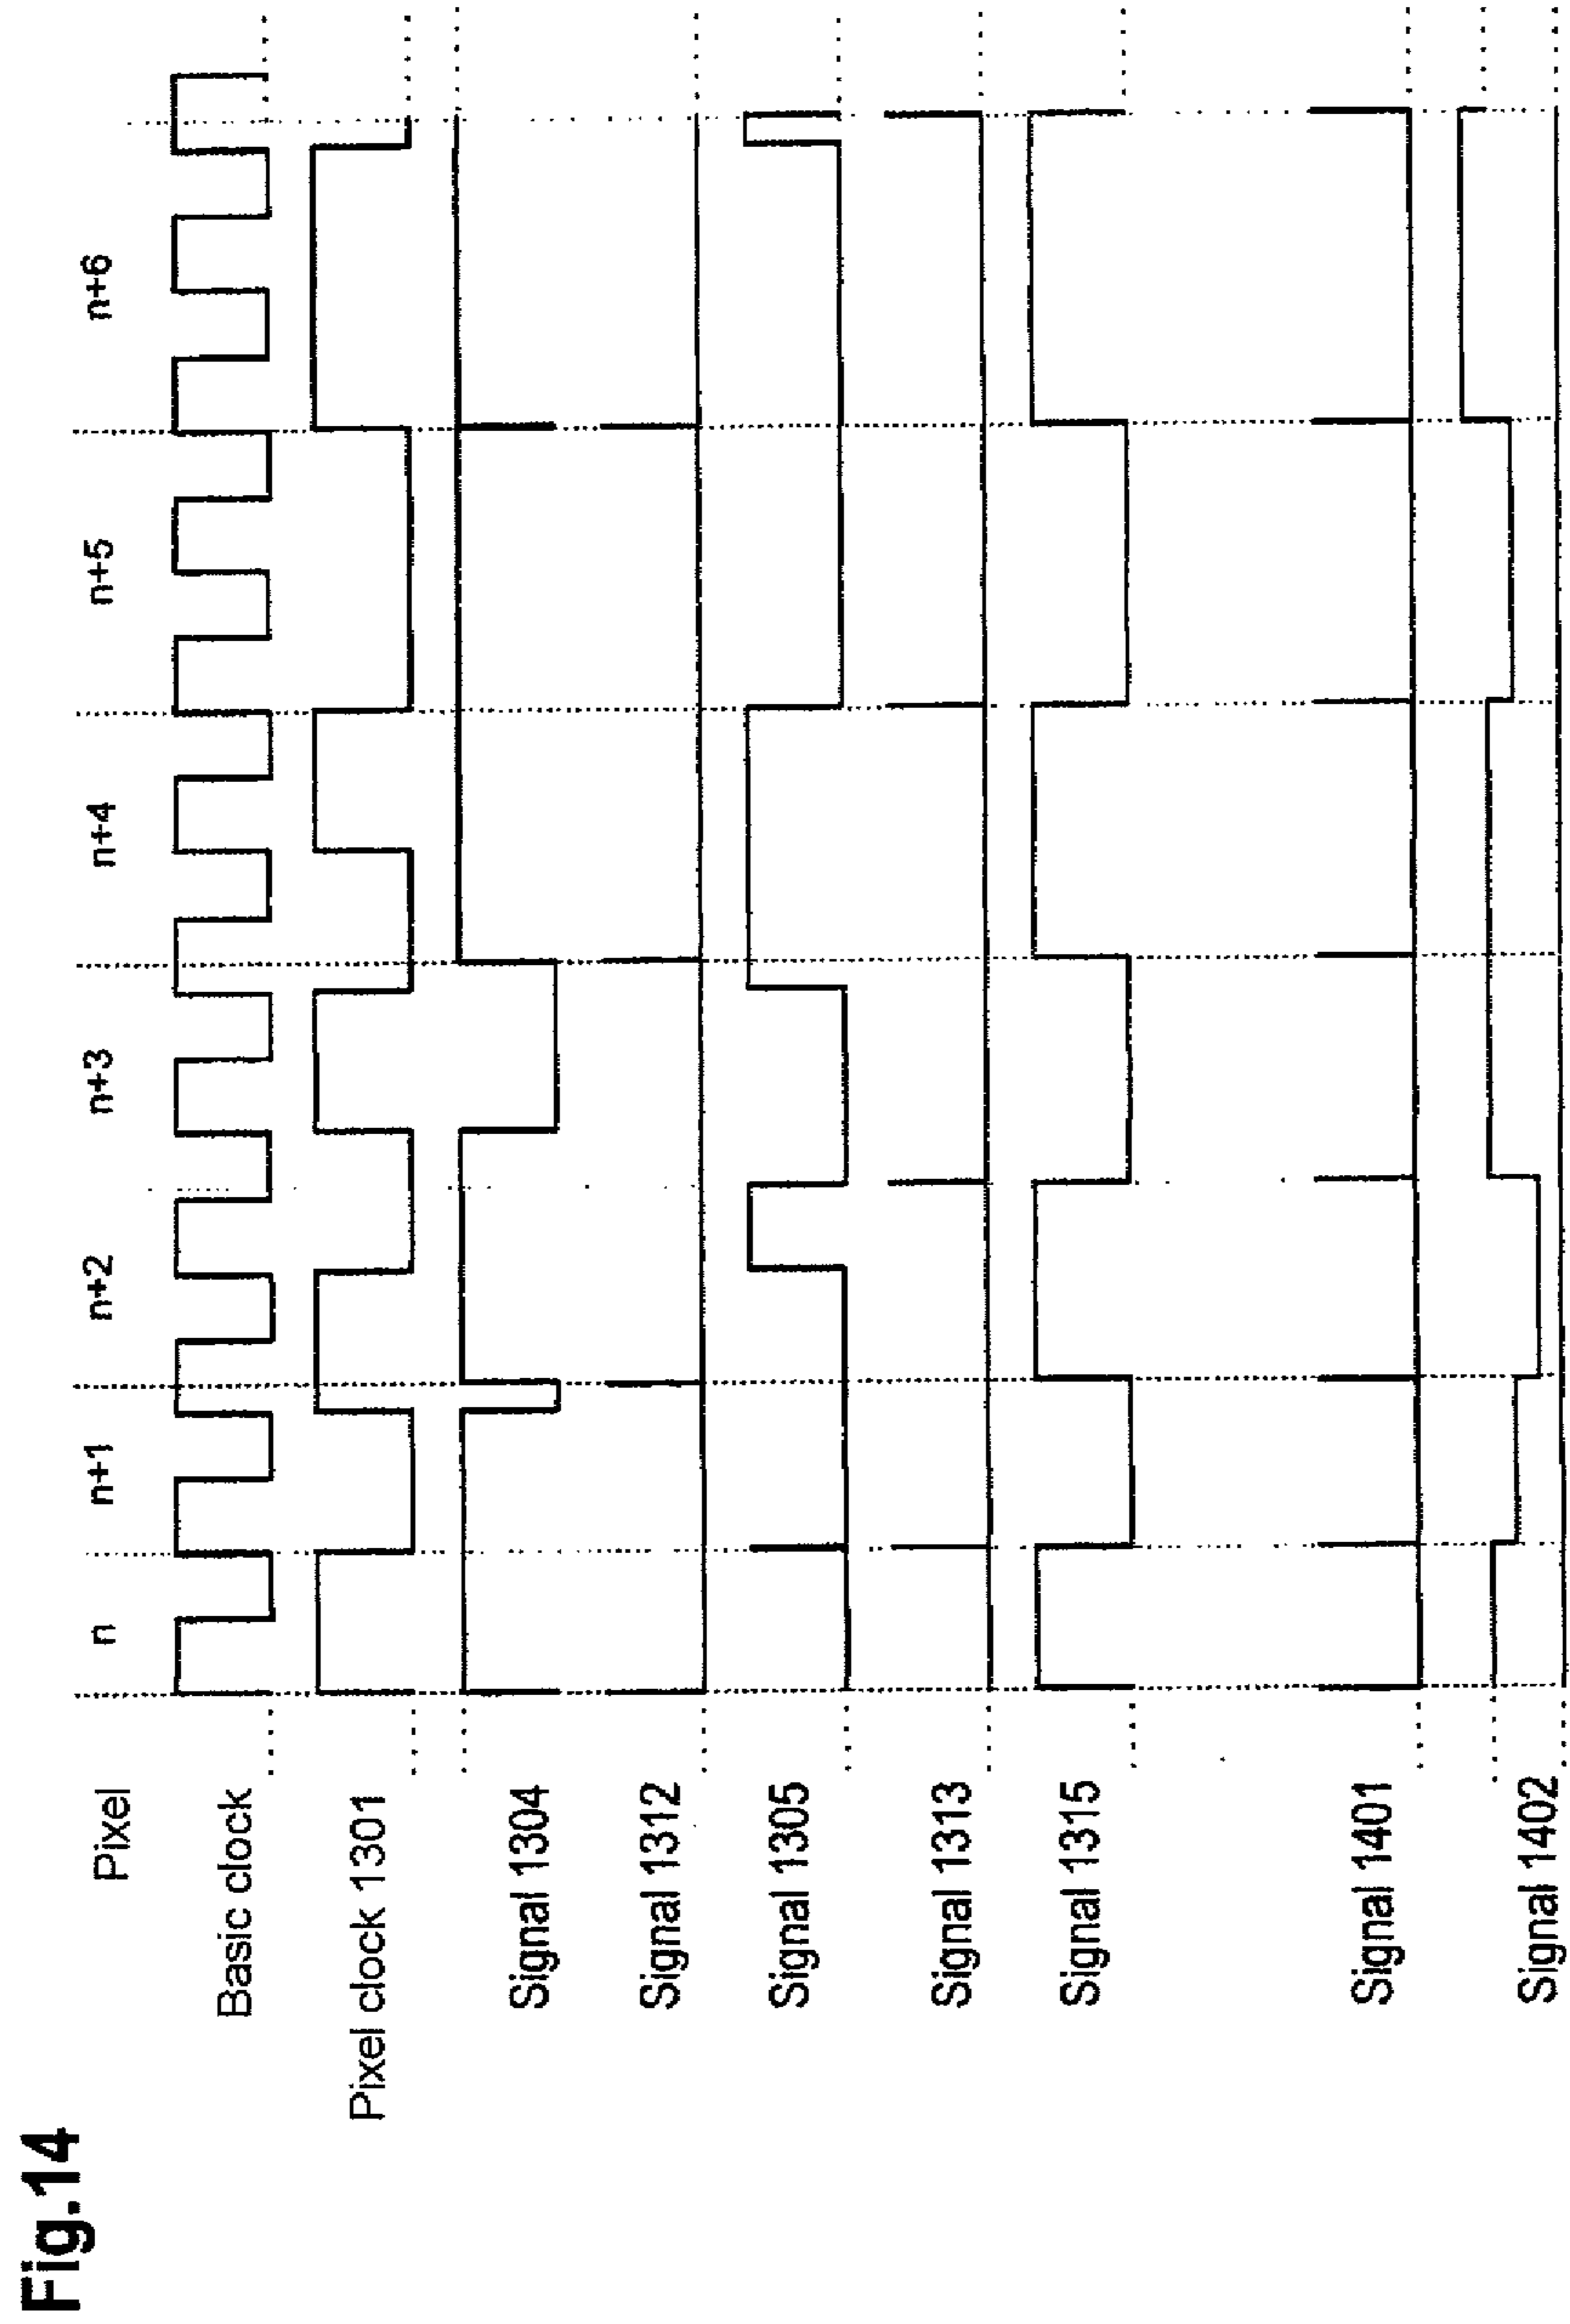 Fig.14
Pixel n n+1 n+2 n+3 n+4 n+5 n+6
Basic clock
Pixel clock 1301
Signal 1304
Signal 1312
Signal 1305
Signal 1313
Signal 1315
Signal 1401
Signal 1402